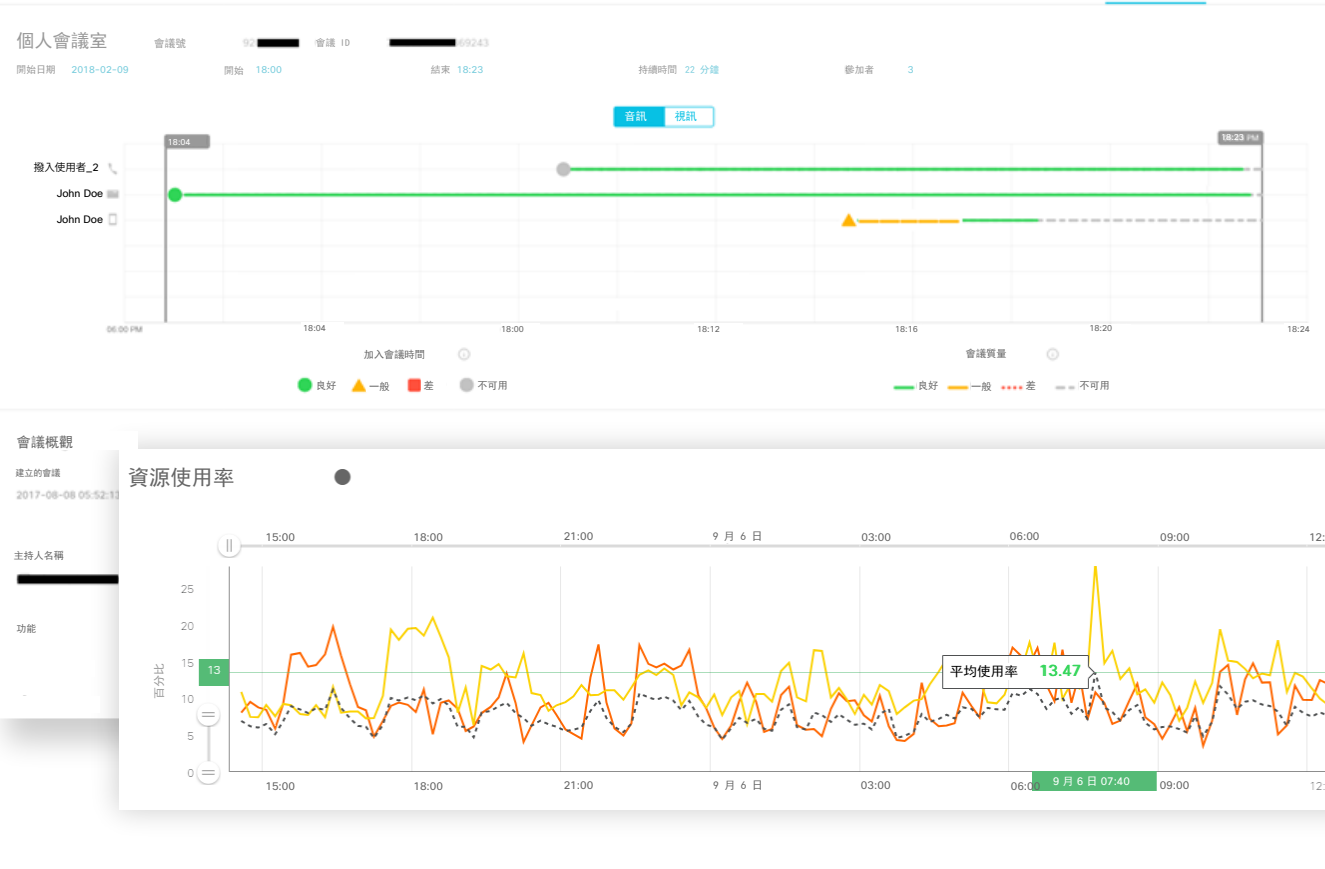 個人會議室 會議號 92 會議 ID 69243
開始日期 2018-02-09 開始 18:00 結束 18:23 持續時間 22 分鐘 參加者 3
音訊 視訊
18:04 18:23 PM
撥入使用者_2
John Doe
John Doe
06:00 PM 18:04 18:00 18:12 18:16 18:20 18:24
加入會議時間 會議質量
良好 一般 差 不可用 良好 一般 差 不可用
會議概觀
建立的會議
2017-08-08 05:52:13
主持人名稱
功能
資源使用率
15:00 18:00 21:00 9 月 6 日 03:00 06:00 09:00 12:
25
20
15
13
10
5
0
百分比
平均使用率 13.47
15:00 18:00 21:00 9 月 6 日 03:00 06:00 9 月 6 日 07:40 09:00 12: